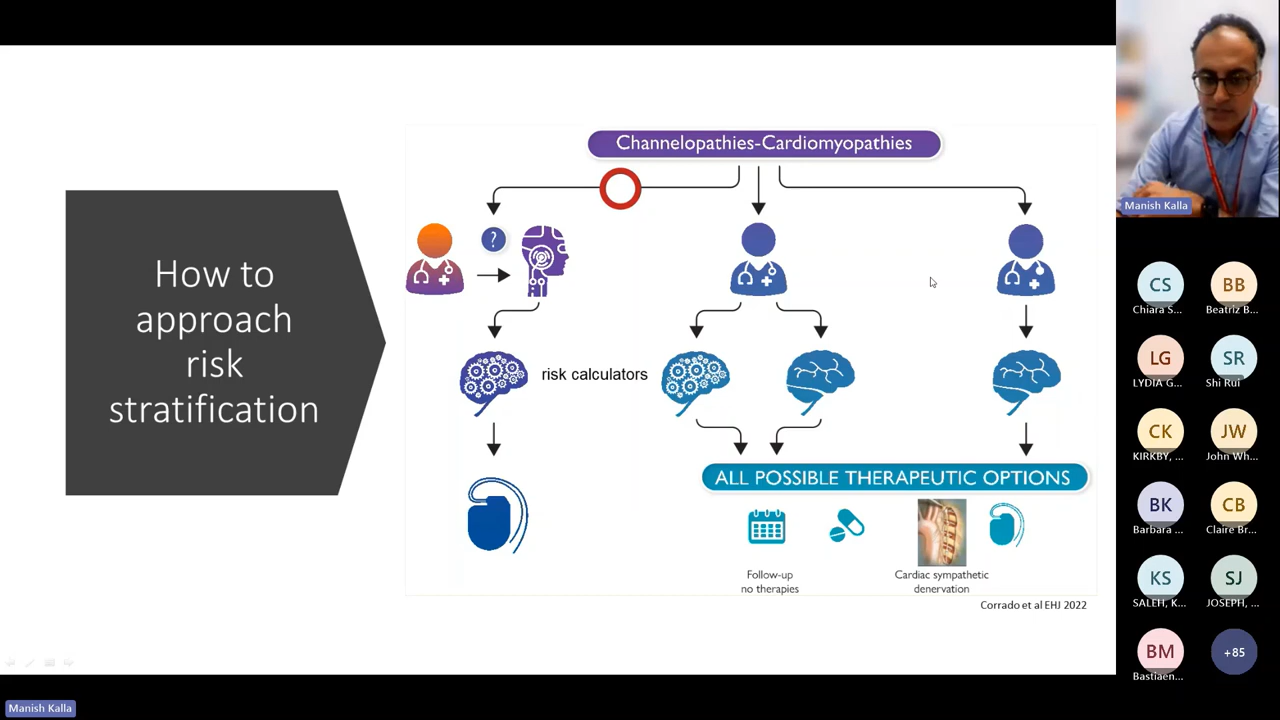 How to
approach
risk
stratification
Channelopathies-Cardiomyopathies
?
risk calculators
ALL POSSIBLE THERAPEUTIC OPTIONS
Follow-up
no therapies
Cardiac sympathetic
denervation
Corrado et al EHJ 2022
Manish Kalla
CS
Chiara S...
BB
Beatriz B...
LG
LYDIA G...
SR
Shi Rui
CK
KIRKBY, ...
JW
John Wh...
BK
Barbara ...
CB
Claire Br...
KS
SALEH, K...
SJ
JOSEPH, ...
BM
Bastiaen...
+85
Manish Kalla